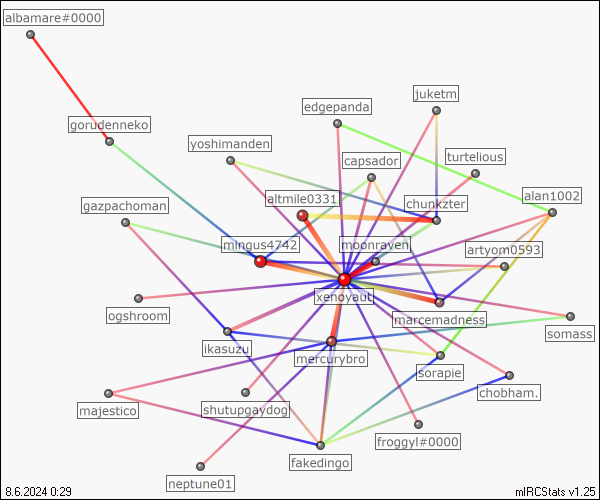 albamare#0000
juketm
edgepanda
gorudenneko
yoshimanden
capsador
turtelious
altmile0331
alan1002
gazpachoman
chunkzter
mingus4742
moonraven
artyom0593
xenoyaut
ogshroom
marcemadness
somass
ikasuzu
mercurybro
sorapie
chobham.
majestico
shutupgaydog
froggyl#0000
fakedingo
neptune01
8.6.2024 0:29
mIRCStats v1.25